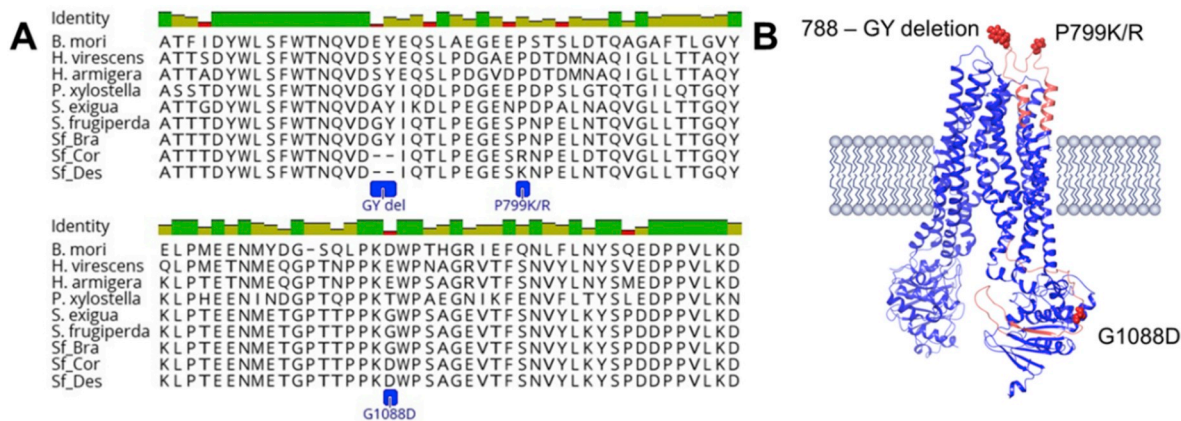 A
Identity
B. mori ATFIDYWLSFWTNQVDEYEQSLAEGEEPSTSLDTQAGAFTLGVY
H. virescens ATTSDYWLSFWTNQVDSYEQSLPDGAEPDTDMNAQIGLLTTAQY
H. armigera ATTADYWLSFWTNQVDSYEQSLPDGVDPDTDMNAQIGLLTTGQY
P. xylostella ASSTDYWLSFWTNQVDGYIQSLPDGEEPDPSLGTQTGILQTGQY
S. exigua ATTGDYWLSFWTNQVDAYIKDLPEGENPDPALNAQVGLLTTGQY
S. frugiperda ATTTDYWLSFWTNQVDGYIQTLPEGESPNPELNTQVGLLTTGQY
Sf_Bra ATTTDYWLSFWTNQVDGYIQTLPEGESPNPELNTQVGLLTTGQY
Sf_Cor ATTTDYWLSFWTNQVD--IQTLPEGESRNPELDTQVGLLTTGQY
Sf_Des ATTTDYWLSFWTNQVD--IQTLPEGESKNPELNTQVGLLTTGQY
GY del P799K/R
Identity
B. mori ELPMEENMYDG-SQLPKDWPTHGRIEFQNLFLNYSQEDPPVLKD
H. virescens QLPMETNMEQGPTNPPKEWPNAGRVTFSNVYLNYSVEDPPVLKD
H. armigera KLPTETNMEQGPTNPPKEWPSAGRVTFSNVYLNYSMEDPPVLKD
P. xylostella KLPHEENINDGPTQPPKTWPAEGNIKFENVFLTYSLEDPPVLKN
S. exigua KLPTEENMETGPTTPPKGWPSAGEVTFSNVYLKYSPDDPPVLKD
S. frugiperda KLPTEENMETGPTTPPKGWPSAGEVTFSNVYLKYSPDDPPVLKD
Sf_Bra KLPTEENMETGPTTPPKGWPSAGEVTFSNVYLKYSPDDPPVLKD
Sf_Cor KLPTEENMETGPTTPPKDWPSAGEVTFSNVYLKYSPDDPPVLKD
Sf_Des KLPTEENMETGPTTPPKDWPSAGEVTFSNVYLKYSPDDPPVLKD
G1088D
B
788 – GY deletion
P799K/R
G1088D